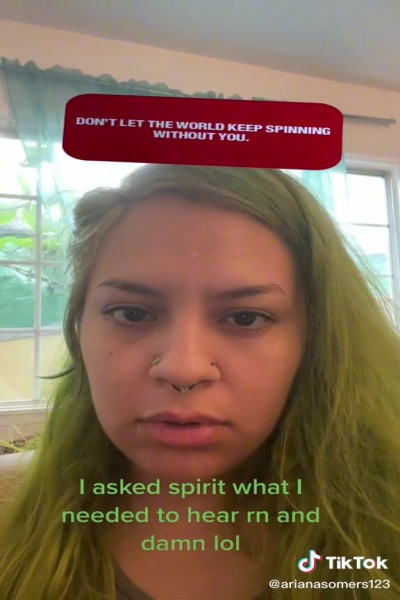 DON'T LET THE WORLD KEEP SPINNING
WITHOUT YOU.
I asked spirit what I
needed to hear rn and
damn lol
TikTok
@arianasomers123